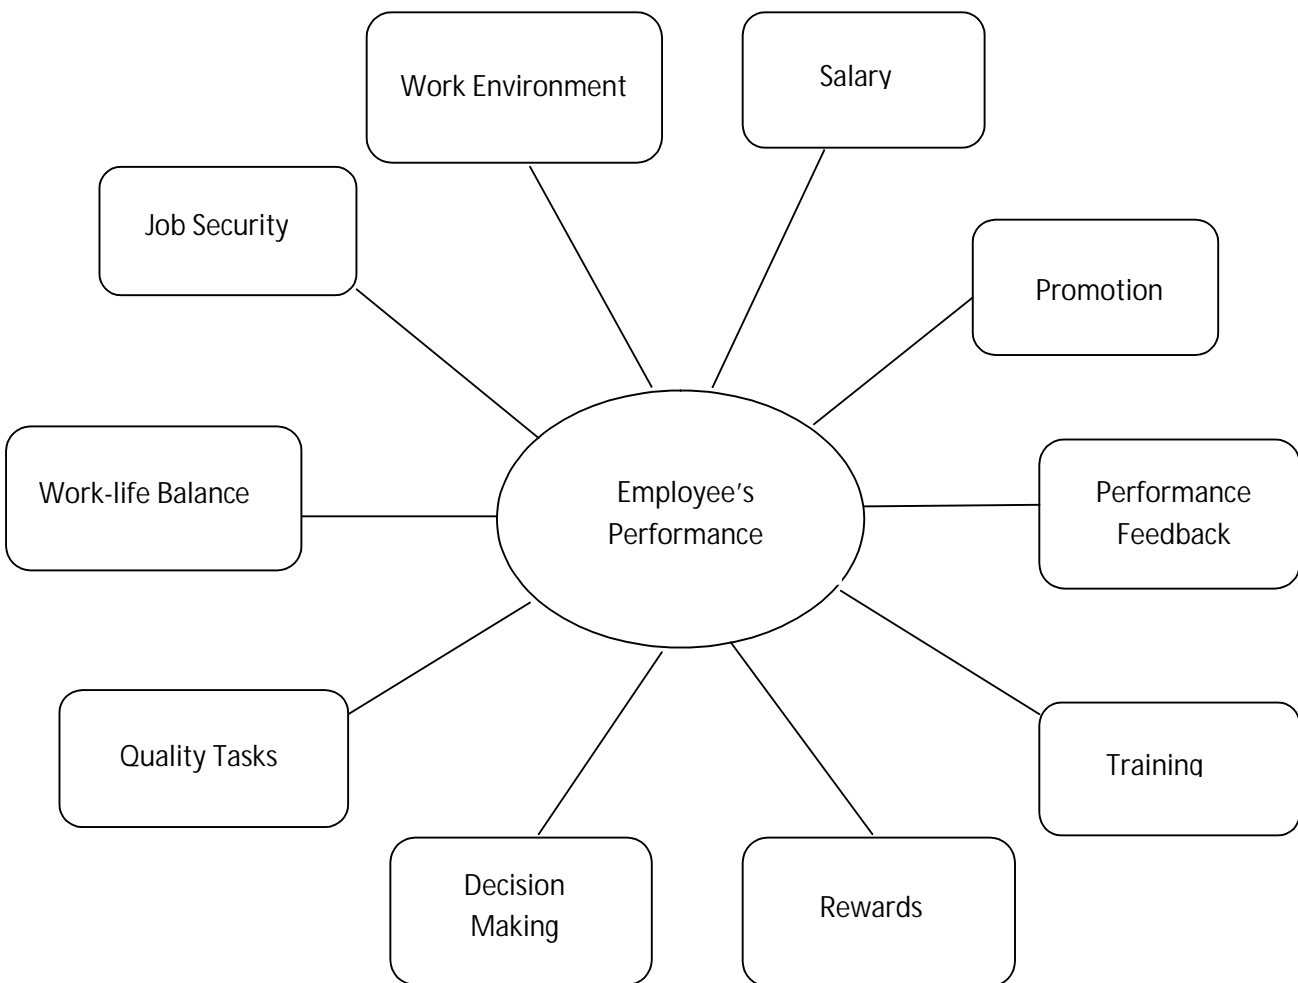 Work Environment
Salary
Job Security
Promotion
Work-life Balance
Employee's
Performance
Performance
Feedback
Quality Tasks
Training
Decision
Making
Rewards